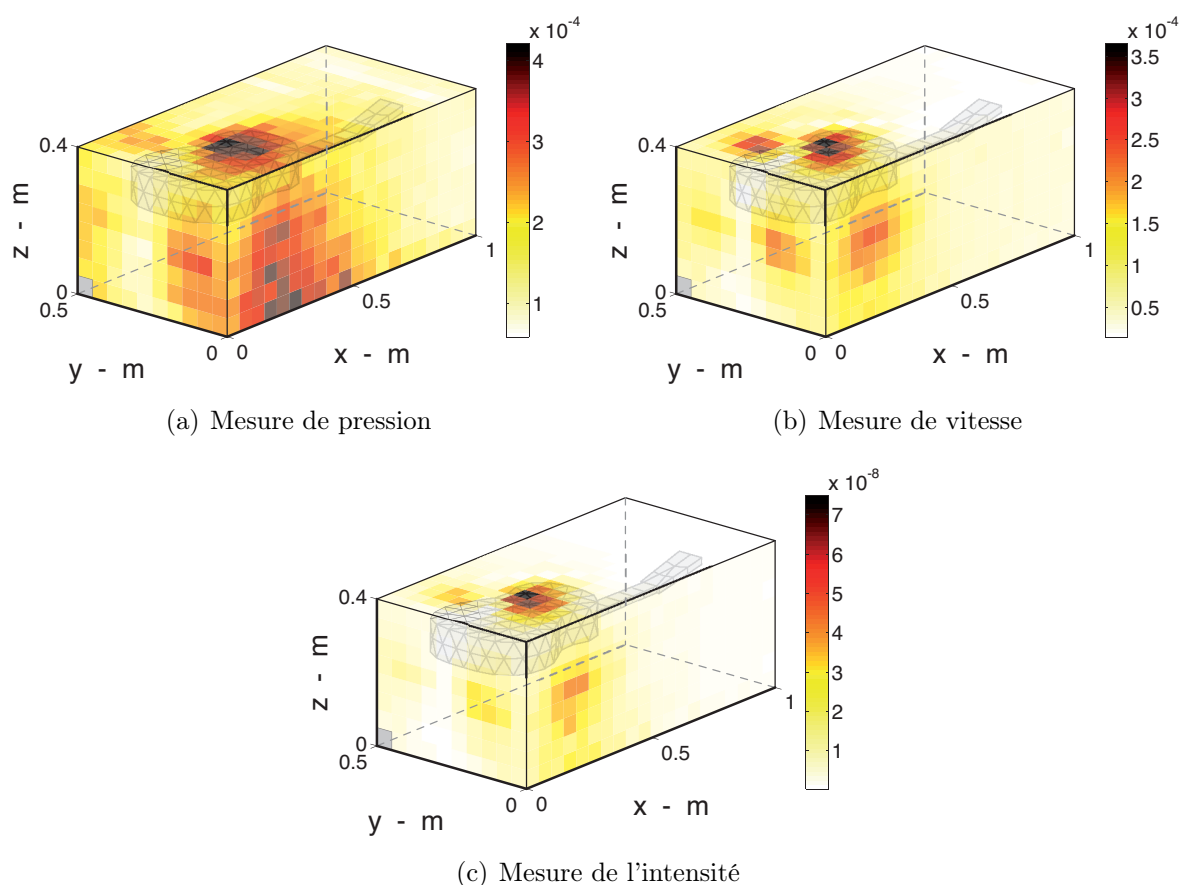 x 10-4
4
3
2
1
0.4
z - m
0
0.5
y - m
0 0
x - m
0.5
1
(a) Mesure de pression
x 10-4
3.5
3
2.5
2
1.5
1
0.5
0.4
z - m
0
0.5
y - m
0 0
x - m
0.5
1
(b) Mesure de vitesse
x 10-8
7
6
5
4
3
2
1
0.4
z - m
0
0.5
y - m
0 0
x - m
0.5
1
(c) Mesure de l'intensité